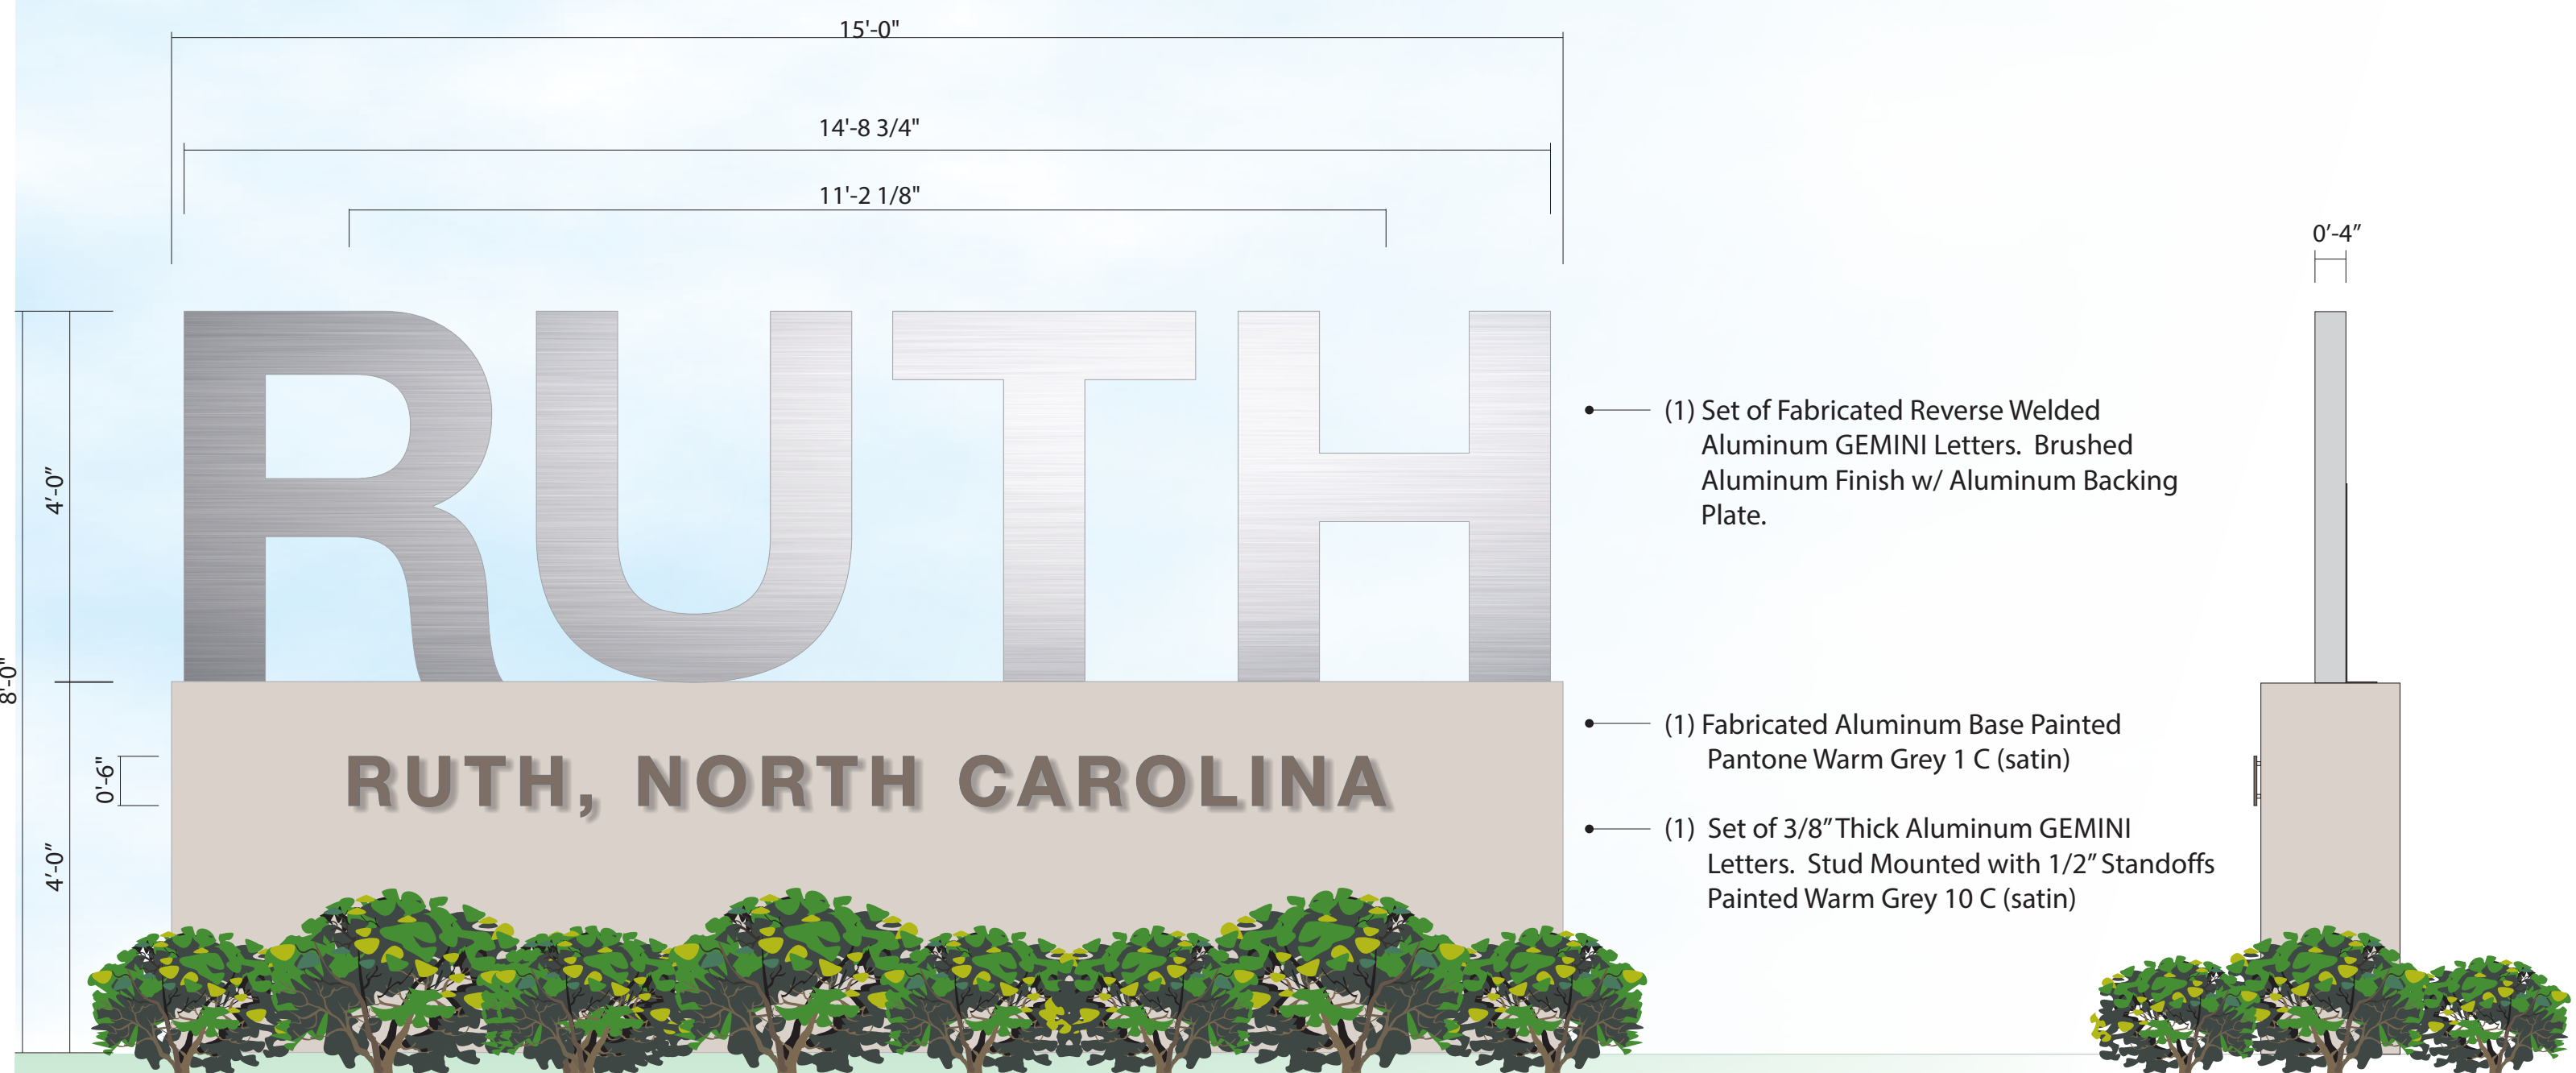 15'-0"
14'-8 3/4"
11'-2 1/8"
0’-4”
RUTH
4’-0”
8'-0"
(1) Set of Fabricated Reverse Welded
Aluminum GEMINI Letters. Brushed
Aluminum Finish w/ Aluminum Backing
Plate.
(1) Fabricated Aluminum Base Painted
Pantone Warm Grey 1 C (satin)
0'-6"
RUTH, NORTH CAROLINA
4’-0”
(1) Set of 3/8” Thick Aluminum GEMINI
Letters. Stud Mounted with 1/2” Standoffs
Painted Warm Grey 10 C (satin)